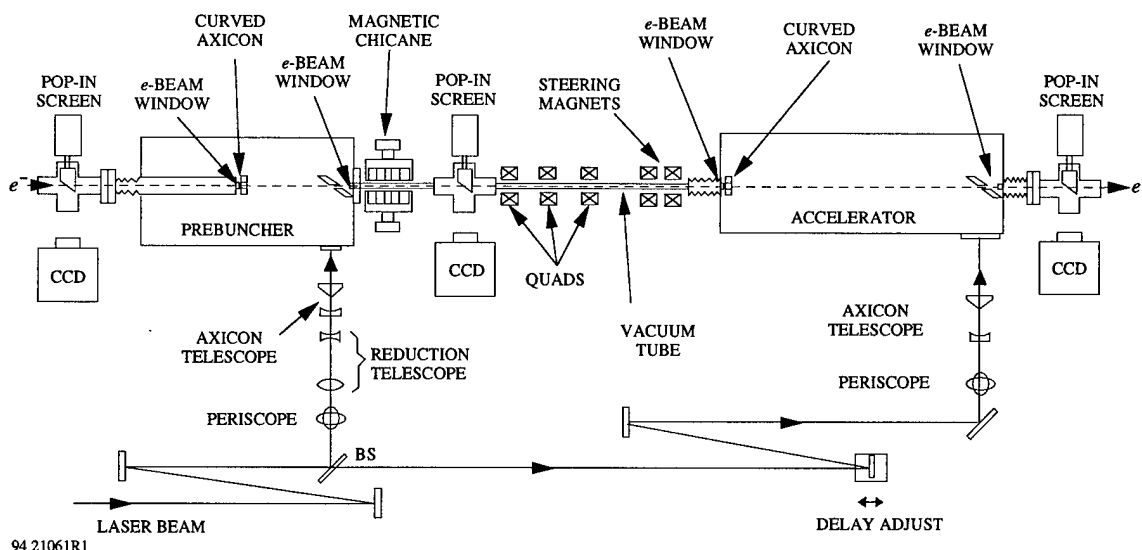 CURVED
AXICON
MAGNETIC
CHICANE
e-BEAM
WINDOW
CURVED
AXICON
e-BEAM
WINDOW
POP-IN
SCREEN
e-BEAM
WINDOW
e-BEAM
WINDOW
POP-IN
SCREEN
STEERING
MAGNETS
POP-IN
SCREEN
e⁻
e
PREBUNCHER
ACCELERATOR
CCD
CCD
QUADS
CCD
AXICON
TELESCOPE
REDUCTION
TELESCOPE
VACUUM
TUBE
AXICON
TELESCOPE
PERISCOPE
PERISCOPE
BS
LASER BEAM
DELAY ADJUST
94 21061R1